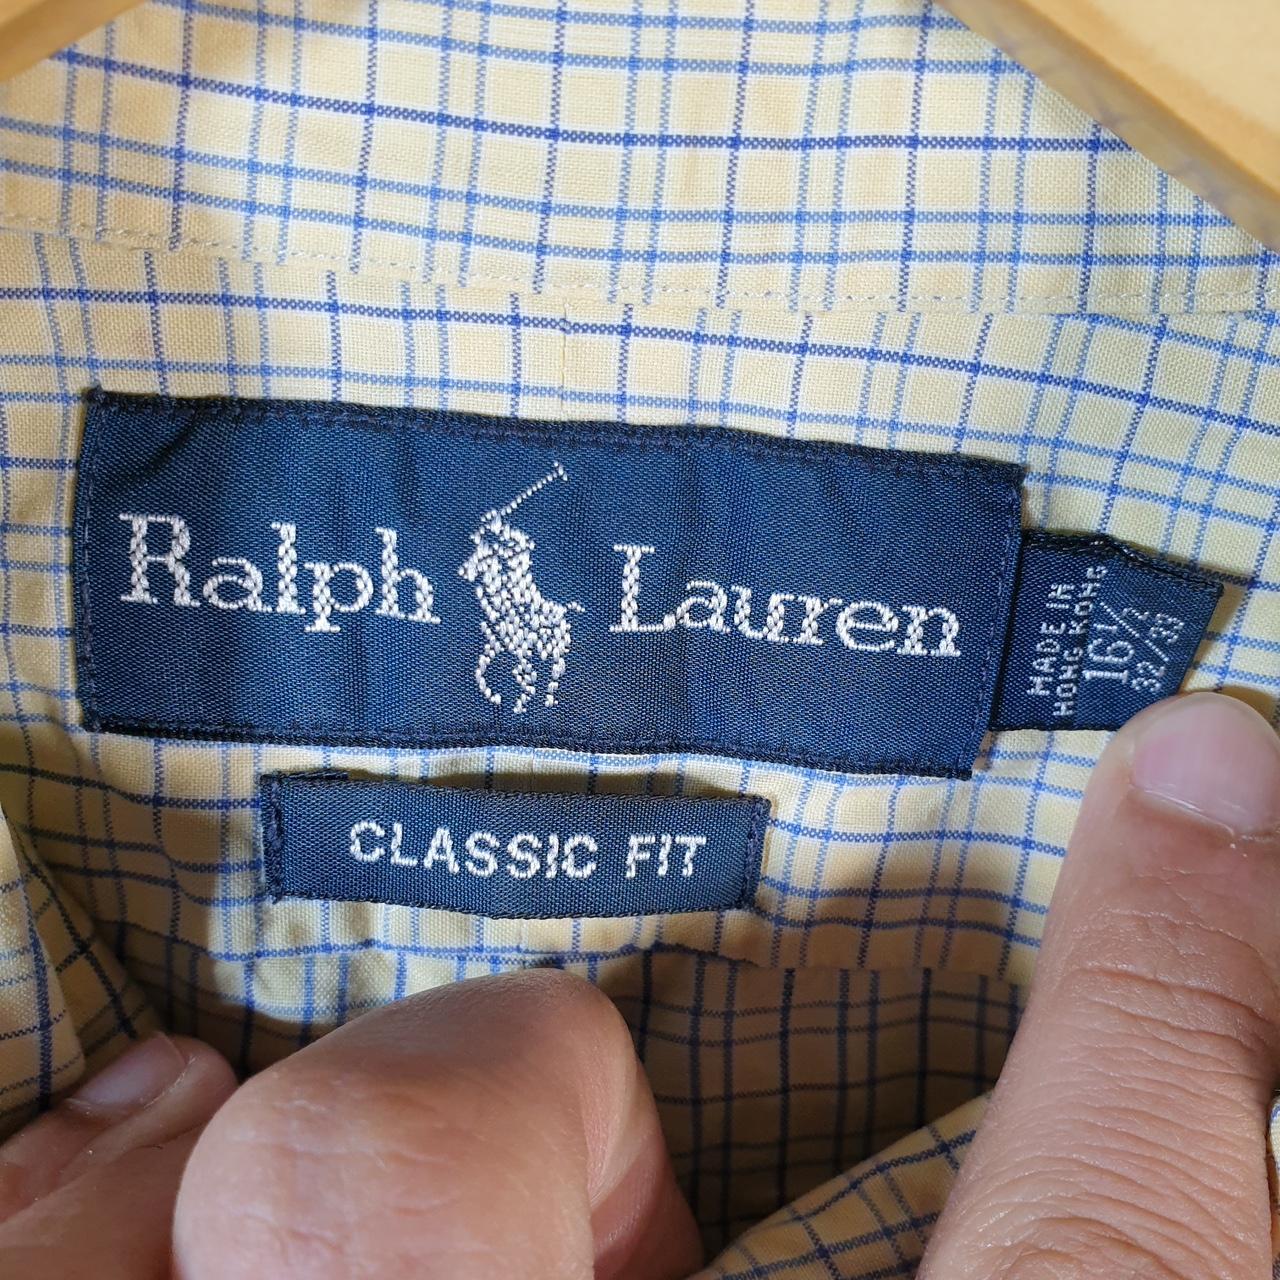 Ralph Lauren
CLASSIC FIT
MADE IN
HONG KONG
16½
32/33